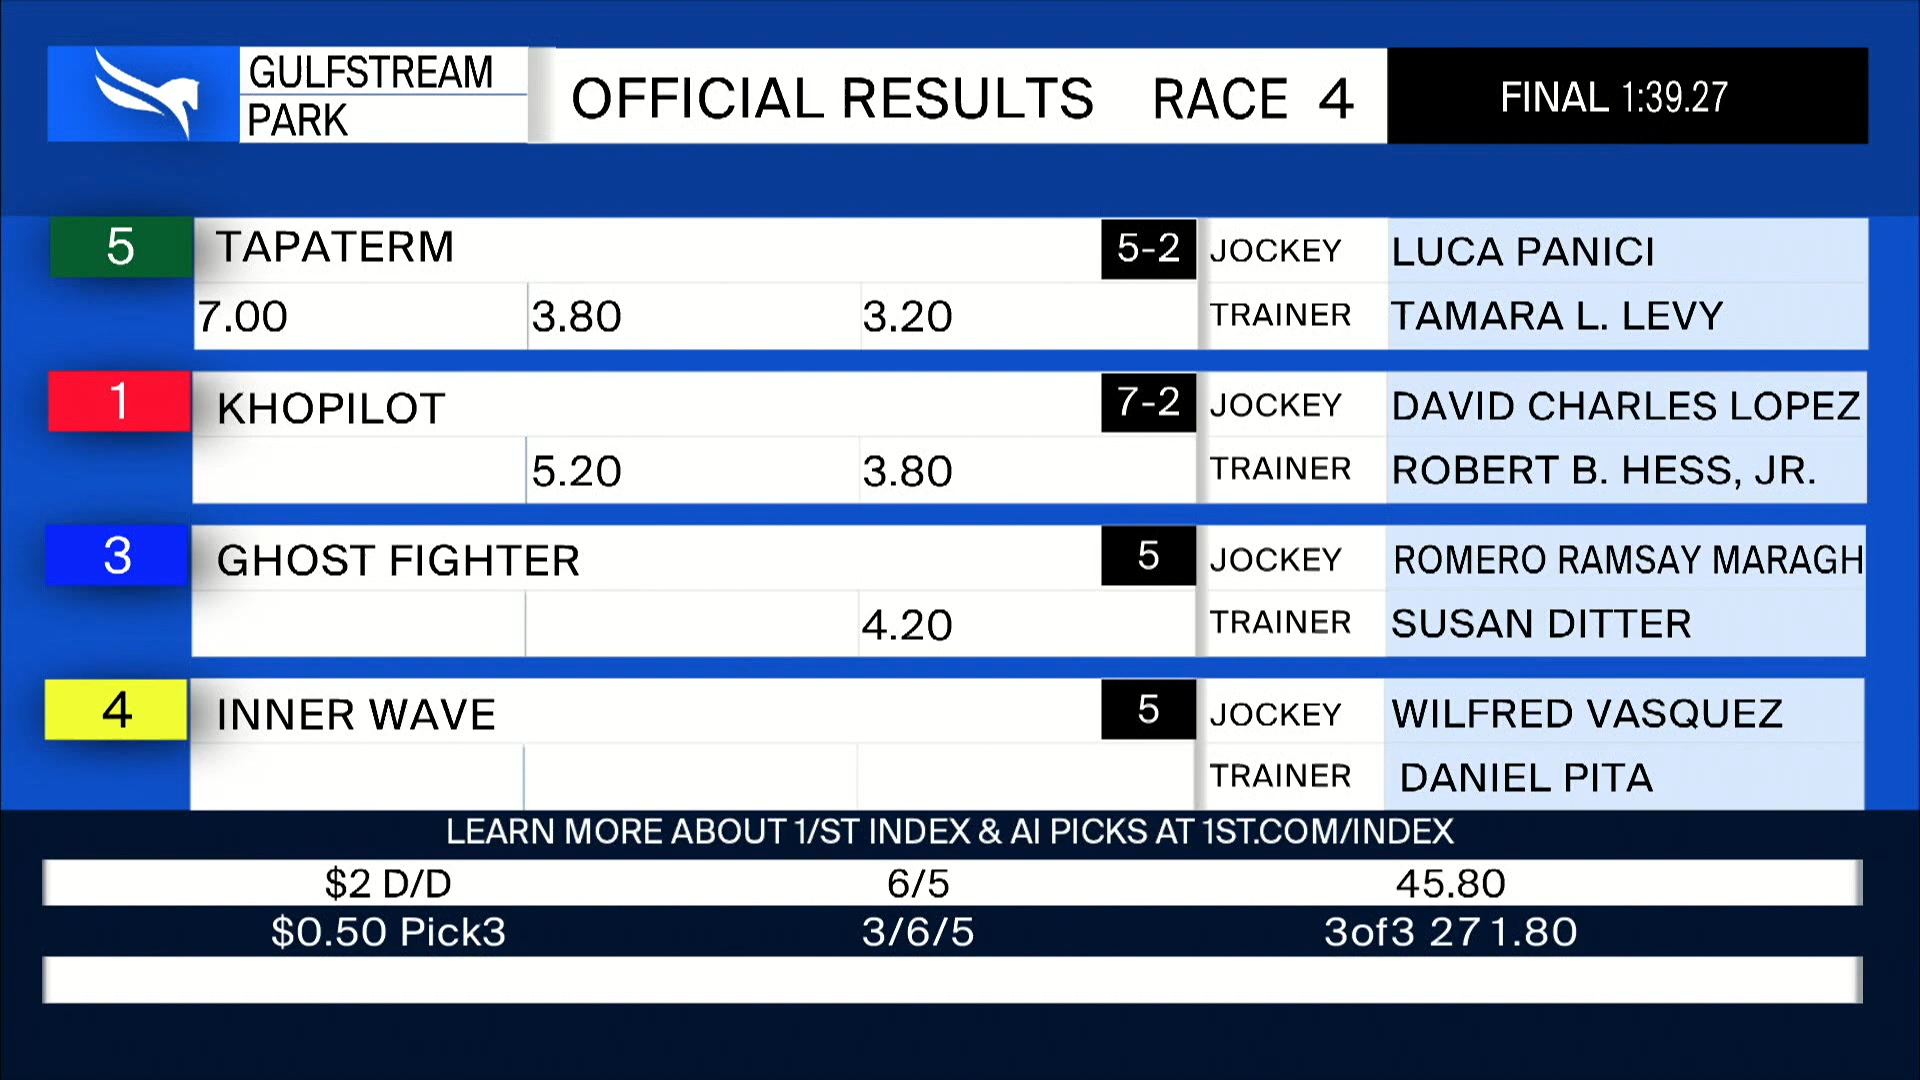 GULFSTREAM
PARK
OFFICIAL RESULTS RACE 4
FINAL 1:39.27
5 TAPATERM 5-2 JOCKEY LUCA PANICI
7.00 3.80 3.20 TRAINER TAMARA L. LEVY
1 KHOPILOT 7-2 JOCKEY DAVID CHARLES LOPEZ
5.20 3.80 TRAINER ROBERT B. HESS, JR.
3 GHOST FIGHTER 5 JOCKEY ROMERO RAMSAY MARAGH
4.20 TRAINER SUSAN DITTER
4 INNER WAVE 5 JOCKEY WILFRED VASQUEZ
TRAINER DANIEL PITA
LEARN MORE ABOUT 1/ST INDEX & AI PICKS AT 1ST.COM/INDEX
$2 D/D 6/5 45.80
$0.50 Pick3 3/6/5 3of3 271.80